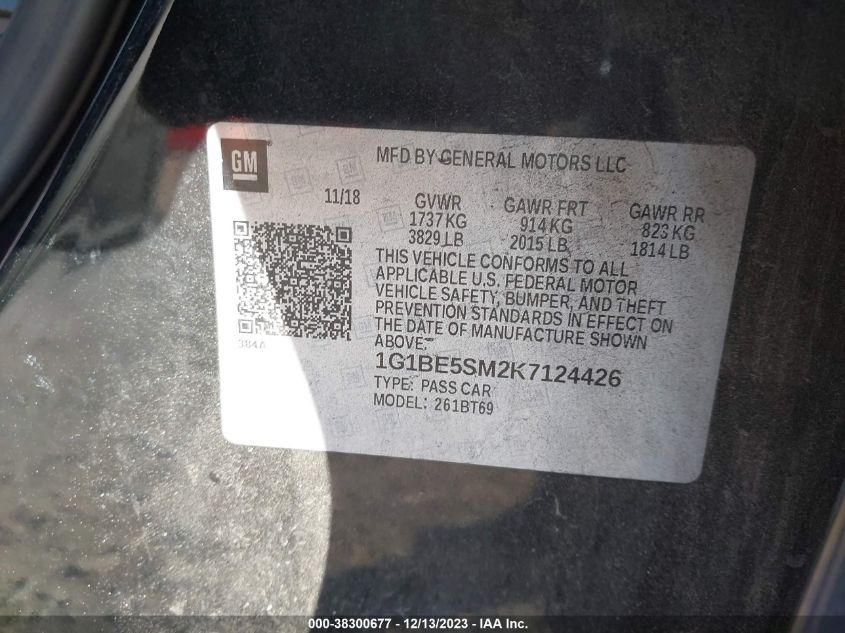 GM
MFD BY GENERAL MOTORS LLC
11/18
GVWR GAWR FRT GAWR RR
1737 KG 914 KG 823 KG
3829 LB 2015 LB 1814 LB
THIS VEHICLE CONFORMS TO ALL
APPLICABLE U.S. FEDERAL MOTOR
VEHICLE SAFETY, BUMPER, AND THEFT
PREVENTION STANDARDS IN EFFECT ON
THE DATE OF MANUFACTURE SHOWN
ABOVE.
384A
1G1BE5SM2K7124426
TYPE: PASS CAR
MODEL: 261BT69
000-38300677 - 12/13/2023 - IAA Inc.